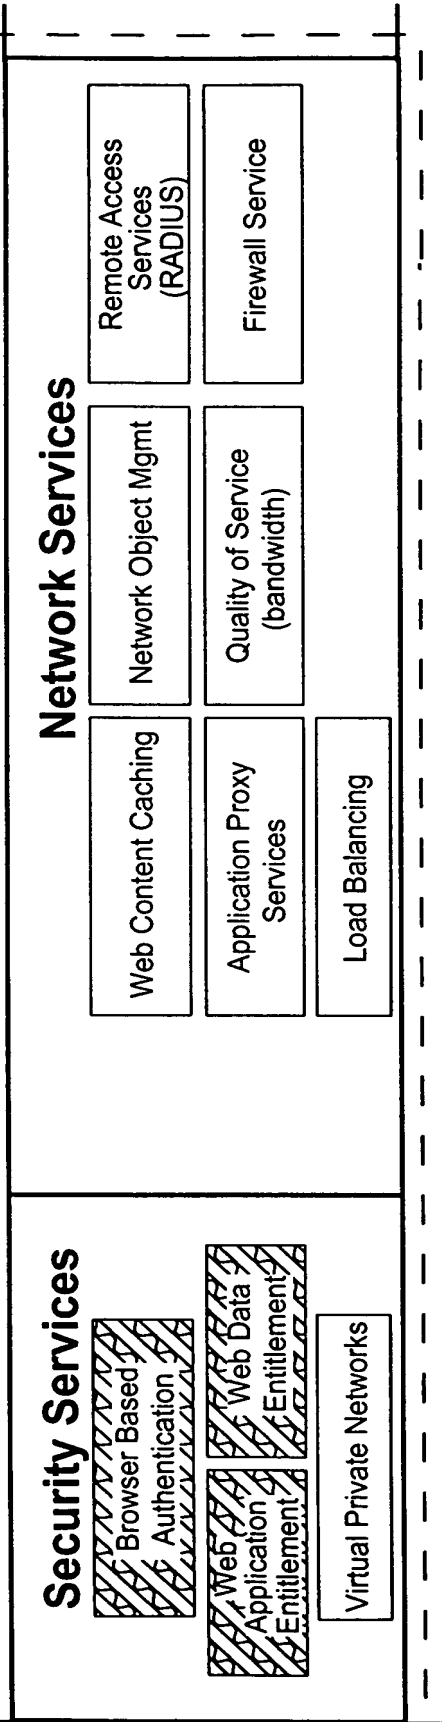 Security Services
Browser Based
Authentication
Web
Application
Entitlement
Web Data
Entitlement
Virtual Private Networks
Network Services
Web Content Caching
Network Object Mgmt
Remote Access
Services
(RADIUS)
Application Proxy
Services
Quality of Service
(bandwidth)
Firewall Service
Load Balancing